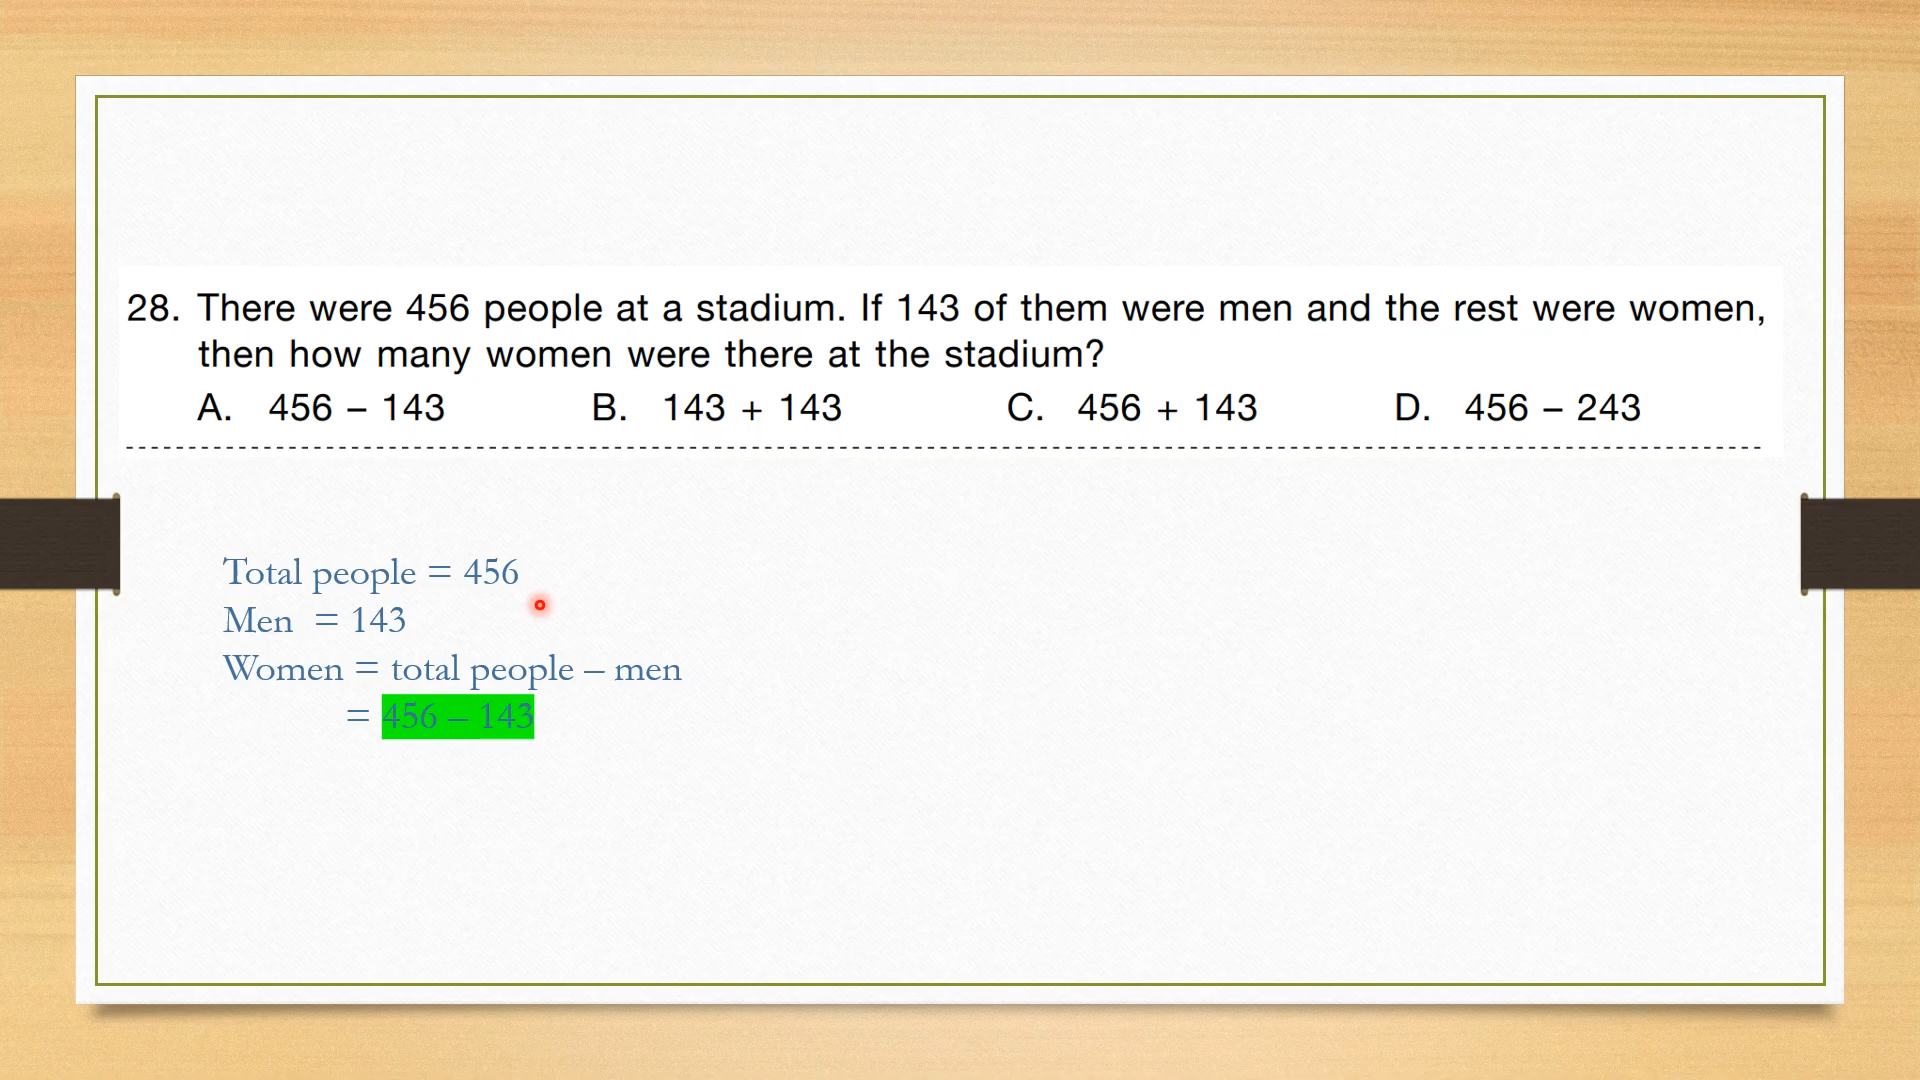 28. There were 456 people at a stadium. If 143 of them were men and the rest were women,
then how many women were there at the stadium?
A. 456 – 143 B. 143 + 143 C. 456 + 143 D. 456 – 243
Total people = 456
Men = 143
Women = total people – men
= 456 – 143